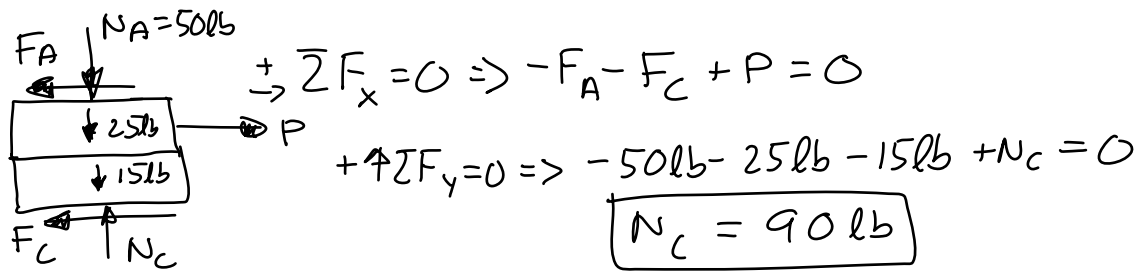 N_A = 50lb
F_A
25lb
P
15lb
F_C
N_C
+→ ΣF_x = 0 => -F_A - F_C + P = 0
+↑ΣF_y = 0 => -50lb - 25lb - 15lb + N_C = 0
N_C = 90 lb